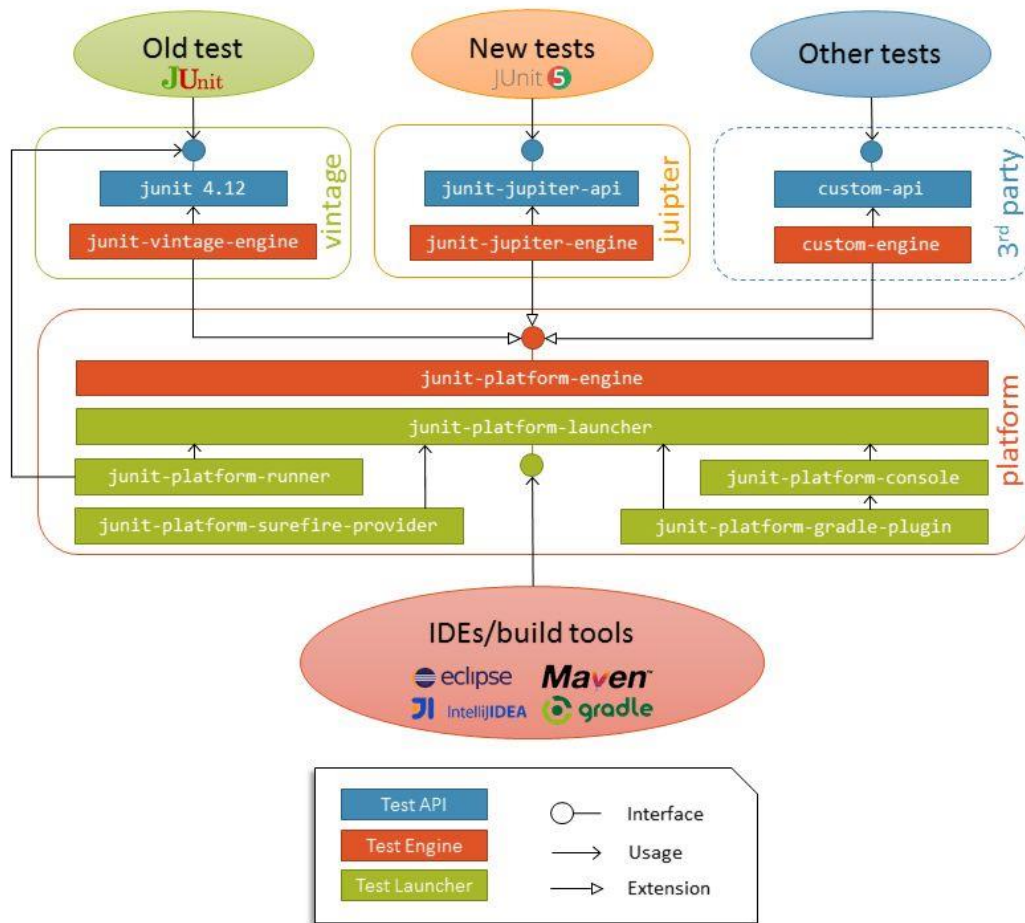 Old test
JUnit
New tests
JUnit 5
Other tests
junit 4.12
junit-vintage-engine
vintage
junit-jupiter-api
junit-jupiter-engine
juipter
custom-api
custom-engine
3rd party
junit-platform-engine
junit-platform-launcher
junit-platform-runner
junit-platform-console
junit-platform-surefire-provider
junit-platform-gradle-plugin
platform
IDEs/build tools
eclipse
Maven™
JI IntellijIDEA
gradle
Test API
Interface
Test Engine
Usage
Test Launcher
Extension